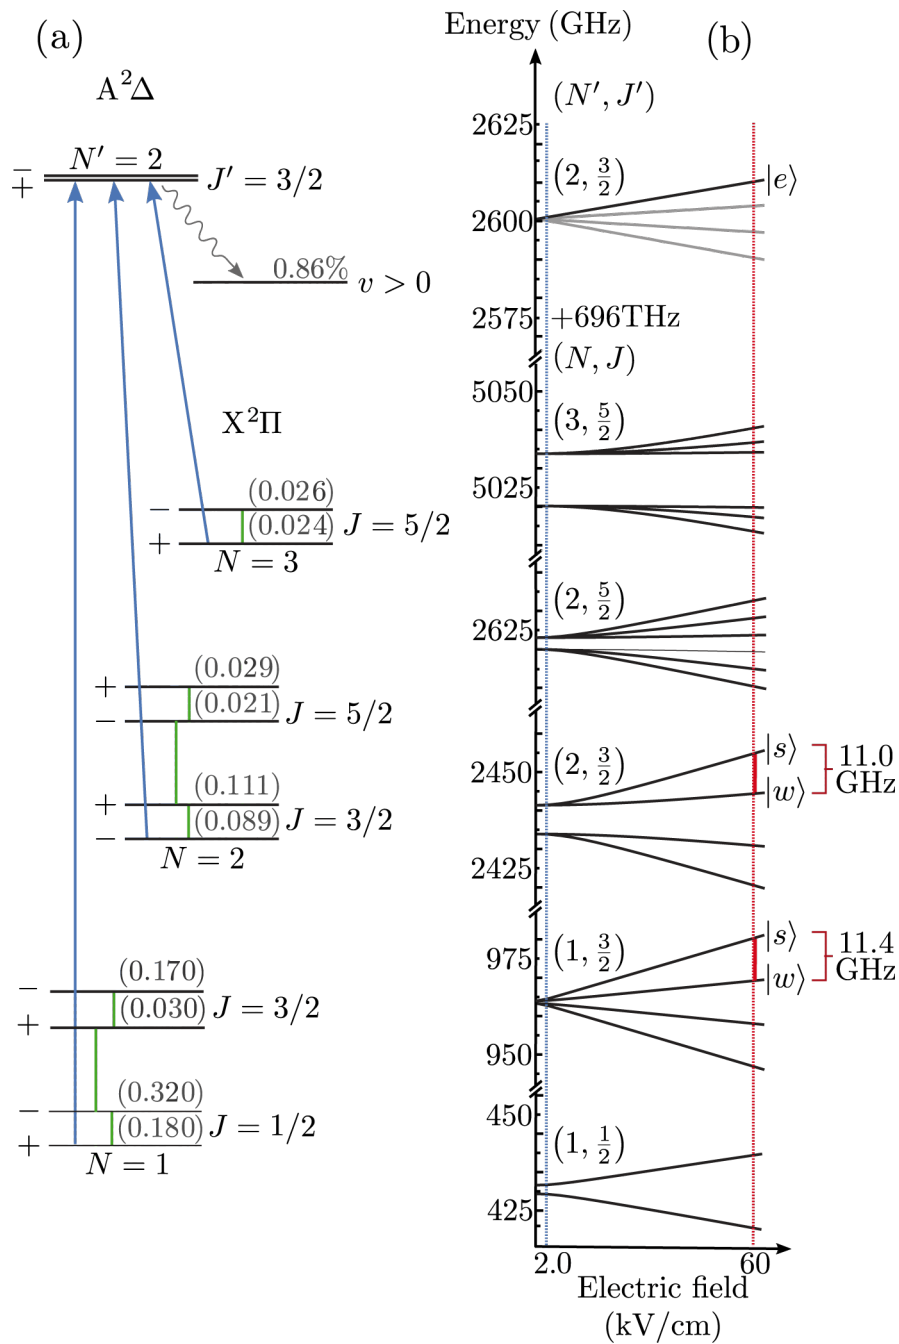 (a)
A²Δ
N′ = 2
−
+
J′ = 3/2
0.86%
v > 0
X²Π
(0.026)
−
(0.024)
J = 5/2
+
N = 3
(0.029)
+
(0.021)
J = 5/2
−
(0.111)
+
(0.089)
J = 3/2
−
N = 2
(0.170)
−
(0.030)
J = 3/2
+
(0.320)
−
(0.180)
J = 1/2
+
N = 1
Energy (GHz)
(b)
(N′, J′)
2625
(2, 3/2)
|e⟩
2600
2575
+696THz
(N, J)
5050
(3, 5/2)
5025
(2, 5/2)
2625
|s⟩
11.0
GHz
(2, 3/2)
2450
|w⟩
2425
|s⟩
11.4
GHz
(1, 3/2)
975
|w⟩
950
450
(1, 1/2)
425
2.0
60
Electric field
(kV/cm)